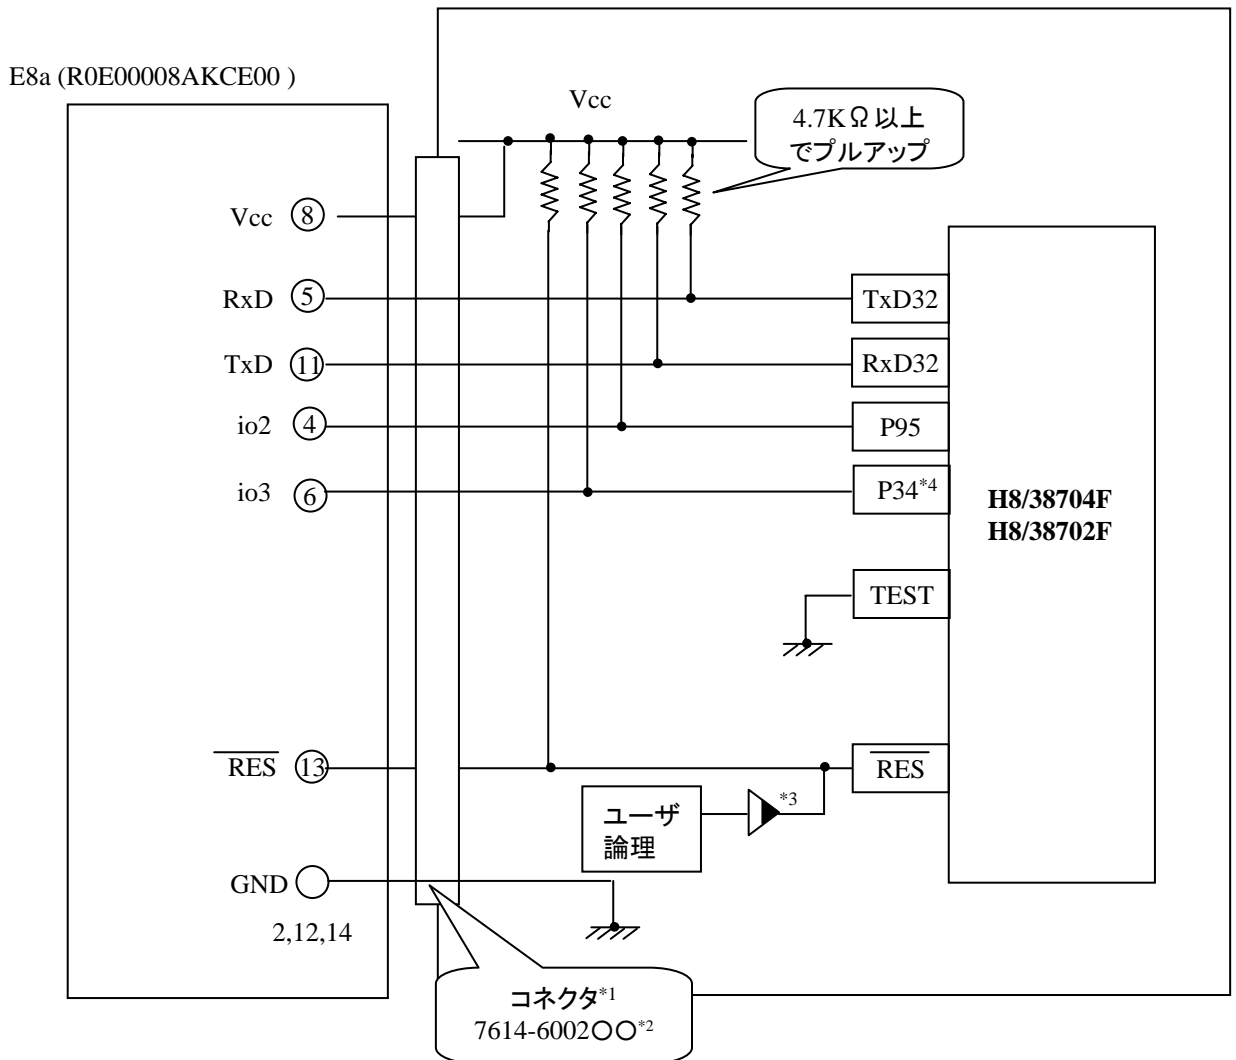 E8a (R0E00008AKCE00 )
Vcc
4.7KΩ以上
でプルアップ
Vcc 8
RxD 5
TxD32
TxD 11
RxD32
io2 4
P95
io3 6
P34*4
H8/38704F
H8/38702F
TEST
RES 13
RES
*3
ユーザ
論理
GND
2,12,14
コネクタ*1
7614-6002○○*2